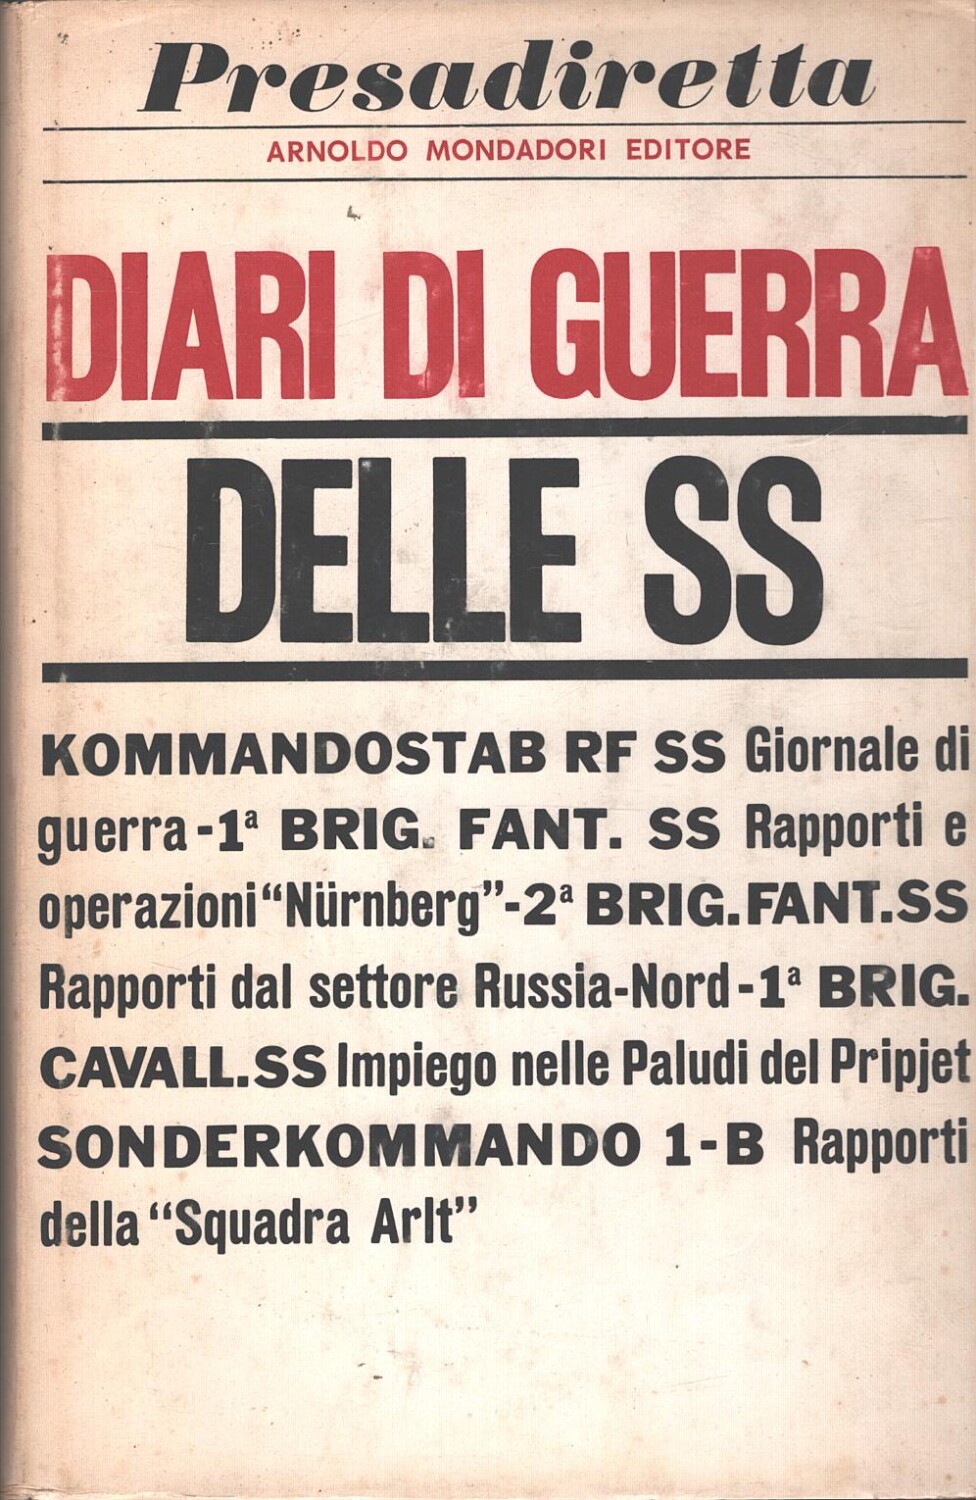 Presadiretta
ARNOLDO MONDADORI EDITORE
DIARI DI GUERRA
DELLE SS
KOMMANDOSTAB RF SS Giornale di
guerra-1ª BRIG. FANT. SS Rapporti e
operazioni "Nürnberg"-2ª BRIG.FANT.SS
Rapporti dal settore Russia-Nord-1ª BRIG.
CAVALL.SS Impiego nelle Paludi del Pripjet
SONDERKOMMANDO 1-B Rapporti
della "Squadra Arlt"